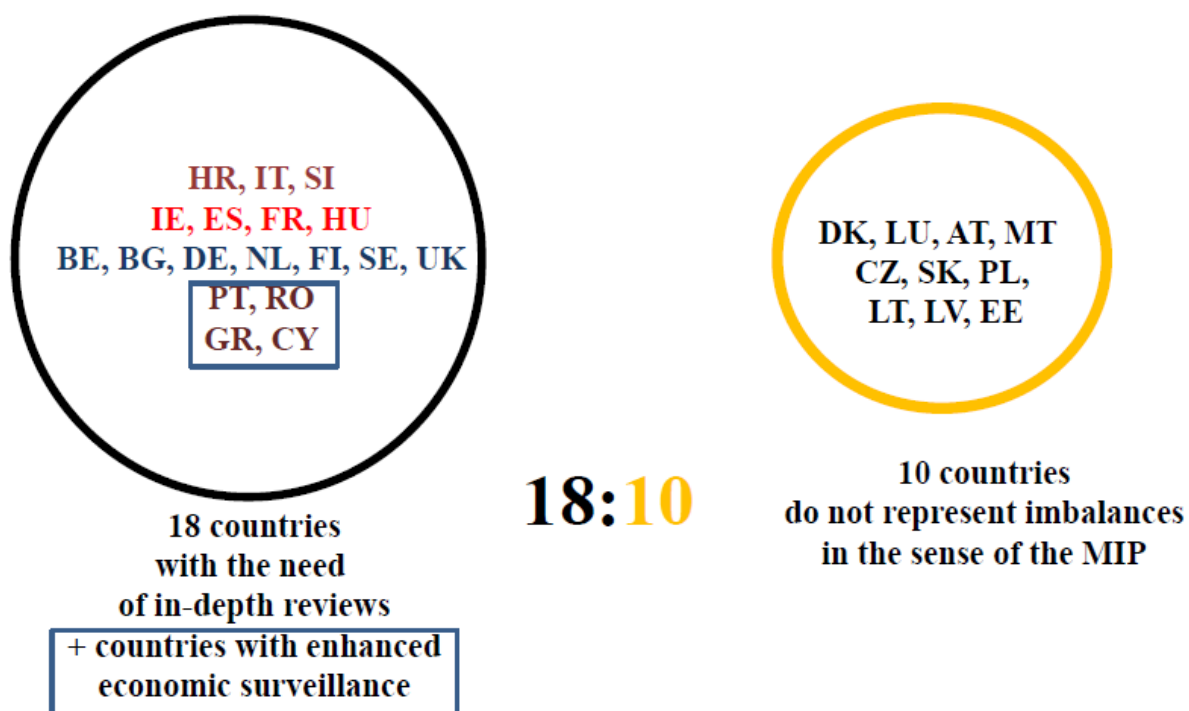 HR, IT, SI
IE, ES, FR, HU
BE, BG, DE, NL, FI, SE, UK
PT, RO
GR, CY
18 countries
with the need
of in-depth reviews
+ countries with enhanced
economic surveillance
18:10
DK, LU, AT, MT
CZ, SK, PL,
LT, LV, EE
10 countries
do not represent imbalances
in the sense of the MIP